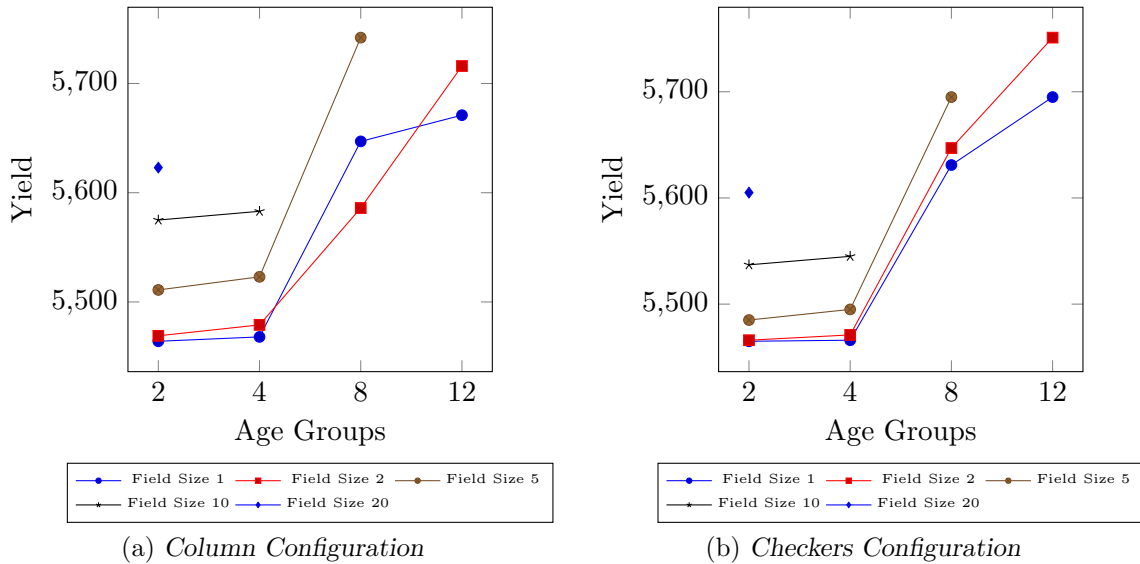 5,700
5,600
5,500
Yield
2 4 8 12
Age Groups
Field Size 1 Field Size 2 Field Size 5
Field Size 10 Field Size 20
(a) Column Configuration
5,700
5,600
5,500
Yield
2 4 8 12
Age Groups
Field Size 1 Field Size 2 Field Size 5
Field Size 10 Field Size 20
(b) Checkers Configuration